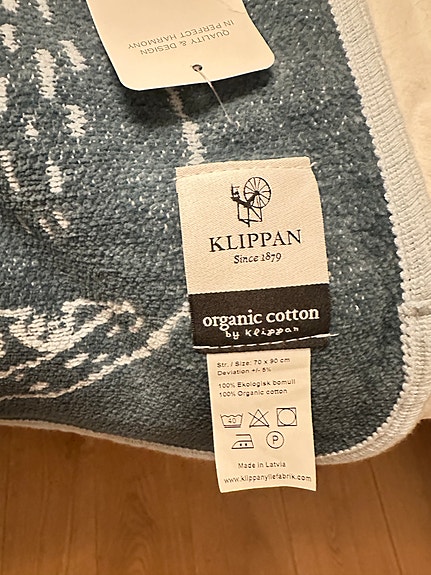 QUALITY & DESIGN
IN PERFECT HARMONY
KLIPPAN
Since 1879
organic cotton
by klippan
Str. / Size: 70 x 90 cm
Deviation +/- 5%
100% Ekologisk bomull
100% Organic cotton
40
P
Made in Latvia
www.klippanyllefabrik.com